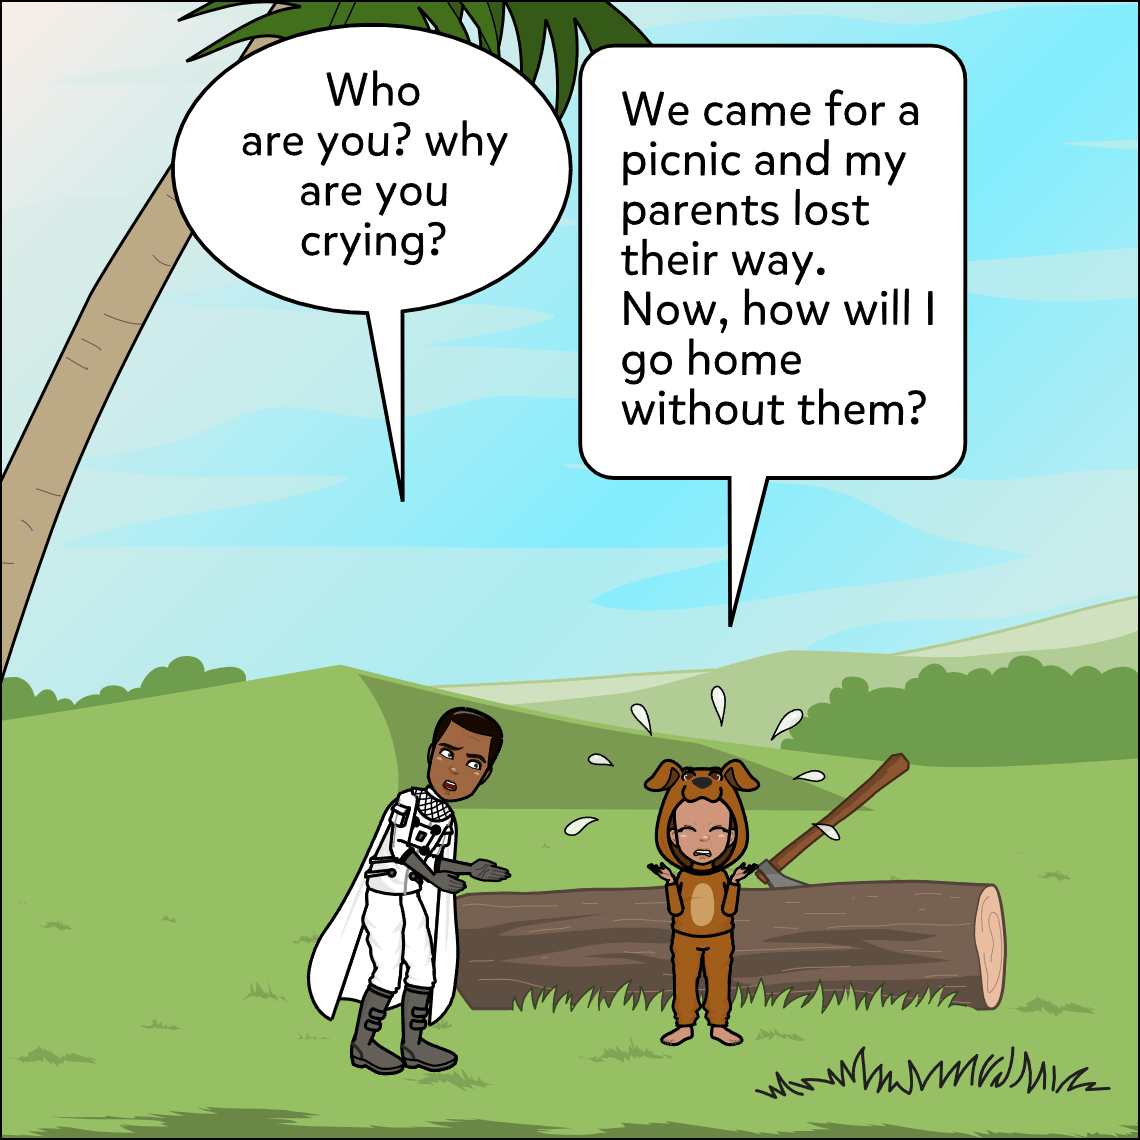 Who
are you? why
are you
crying?
We came for a
picnic and my
parents lost
their way.
Now, how will I
go home
without them?